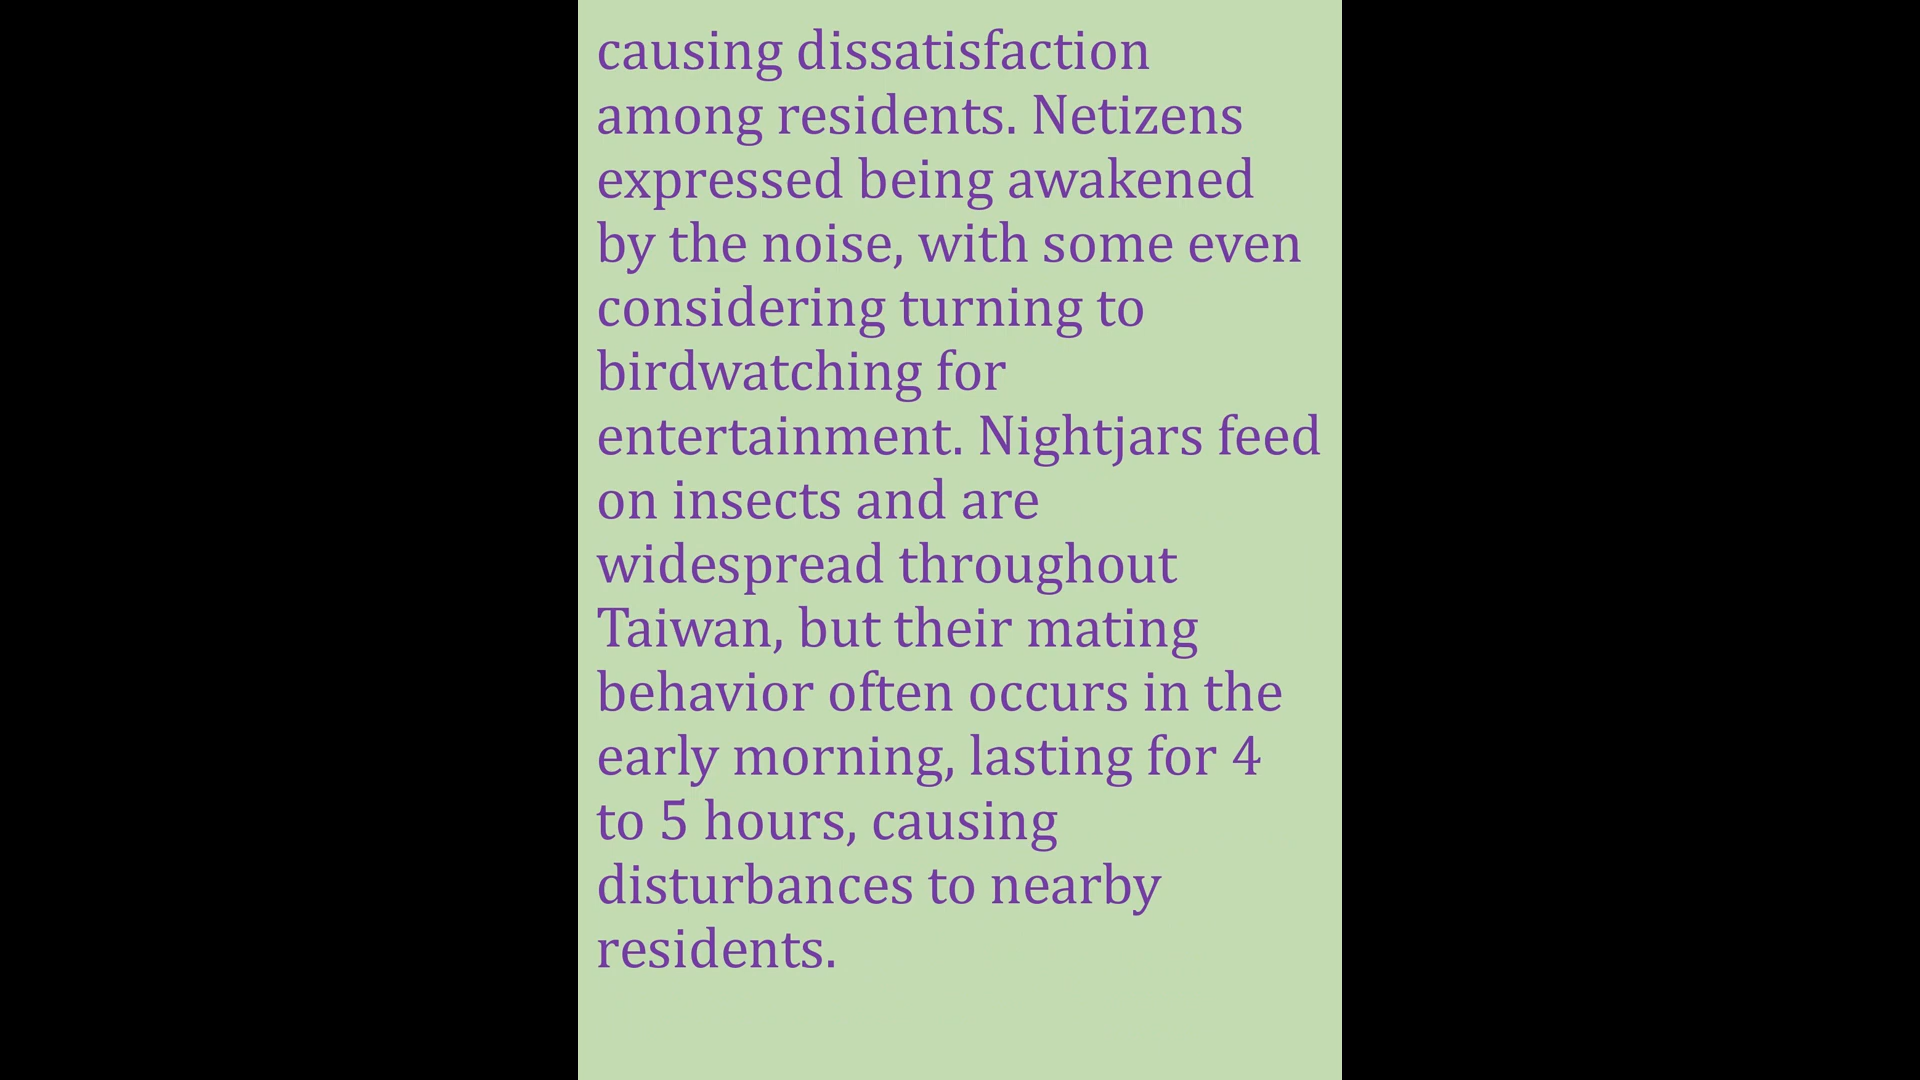 causing dissatisfaction
among residents. Netizens
expressed being awakened
by the noise, with some even
considering turning to
birdwatching for
entertainment. Nightjars feed
on insects and are
widespread throughout
Taiwan, but their mating
behavior often occurs in the
early morning, lasting for 4
to 5 hours, causing
disturbances to nearby
residents.